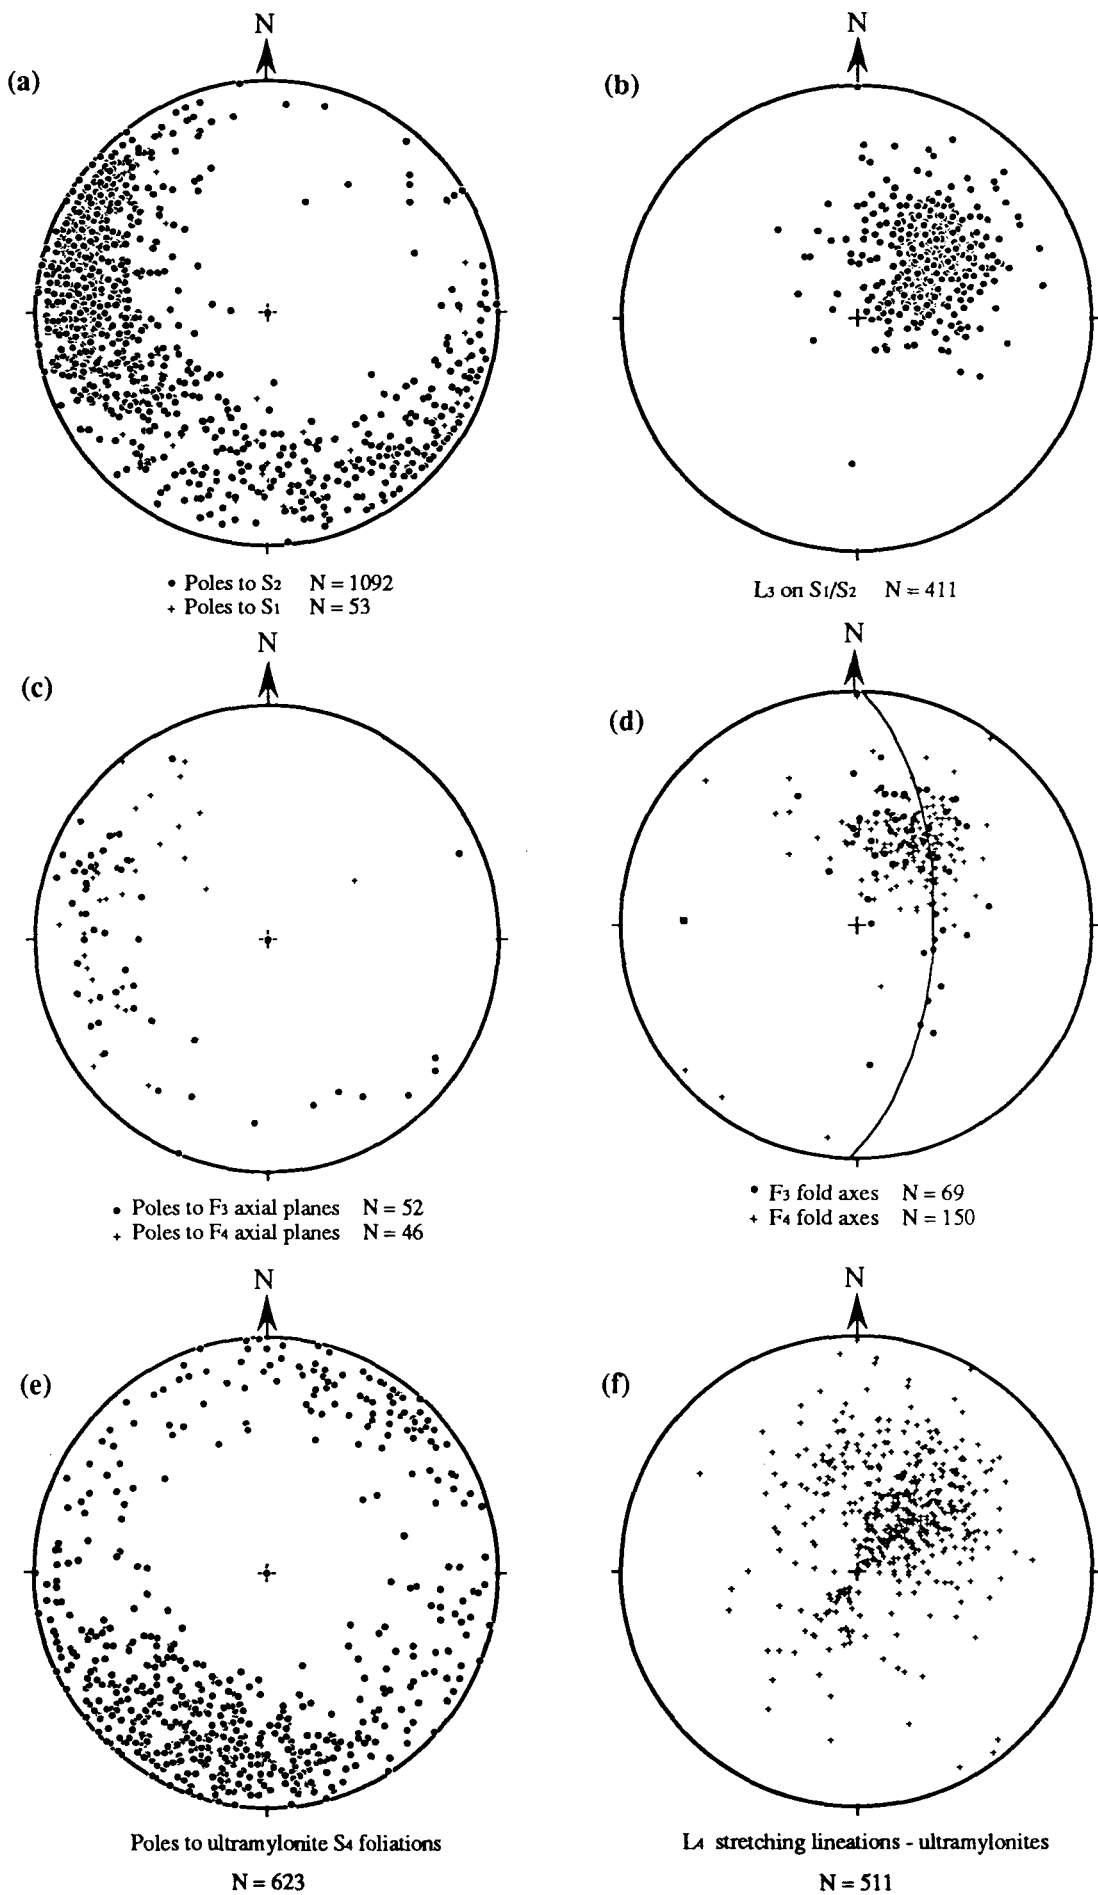 N
N
(a)
(b)
• Poles to S2 N = 1092
+ Poles to S1 N = 53
L3 on S1/S2 N = 411
N
N
(c)
(d)
• Poles to F3 axial planes N = 52
+ Poles to F4 axial planes N = 46
• F3 fold axes N = 69
+ F4 fold axes N = 150
N
N
(e)
(f)
Poles to ultramylonite S4 foliations
N = 623
L4 stretching lineations - ultramylonites
N = 511